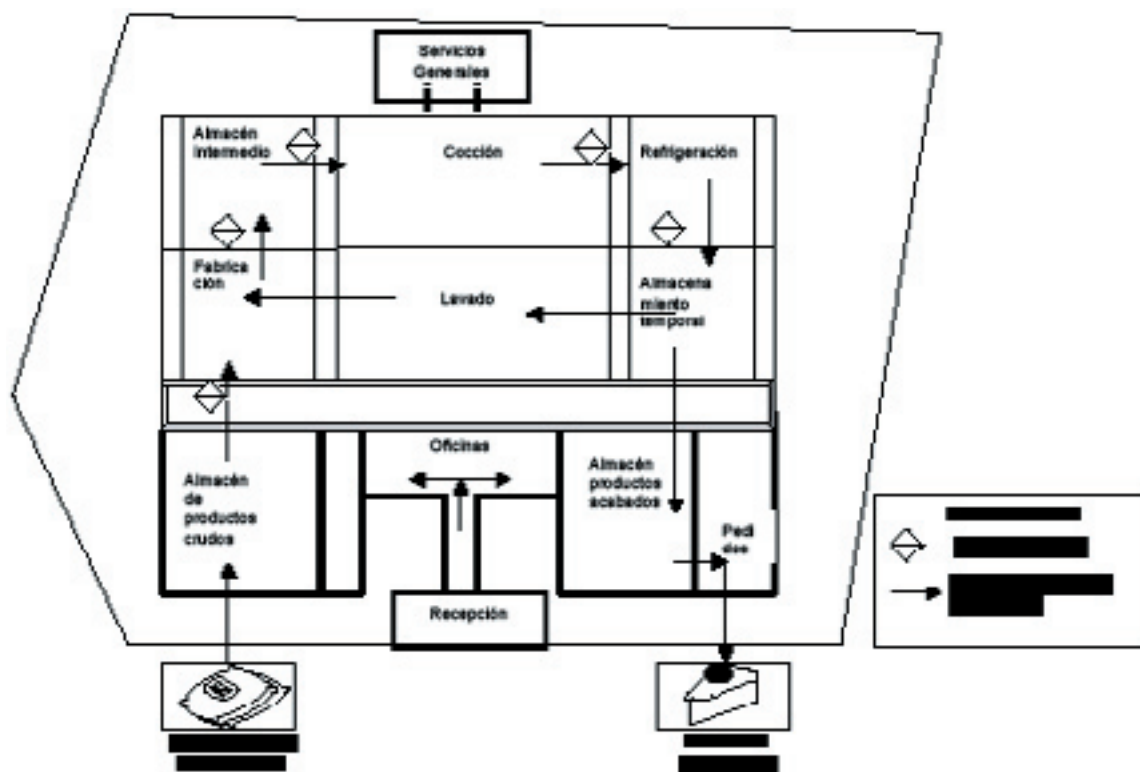 Servicios
Generales
Almacén
intermedio
Cocción
Refrigeración
Fabrica
ción
Lavado
Almacena
miento
temporal
Oficinas
Almacén
de
productos
crudos
Almacén
productos
acabados
Pedi
dos
Recepción